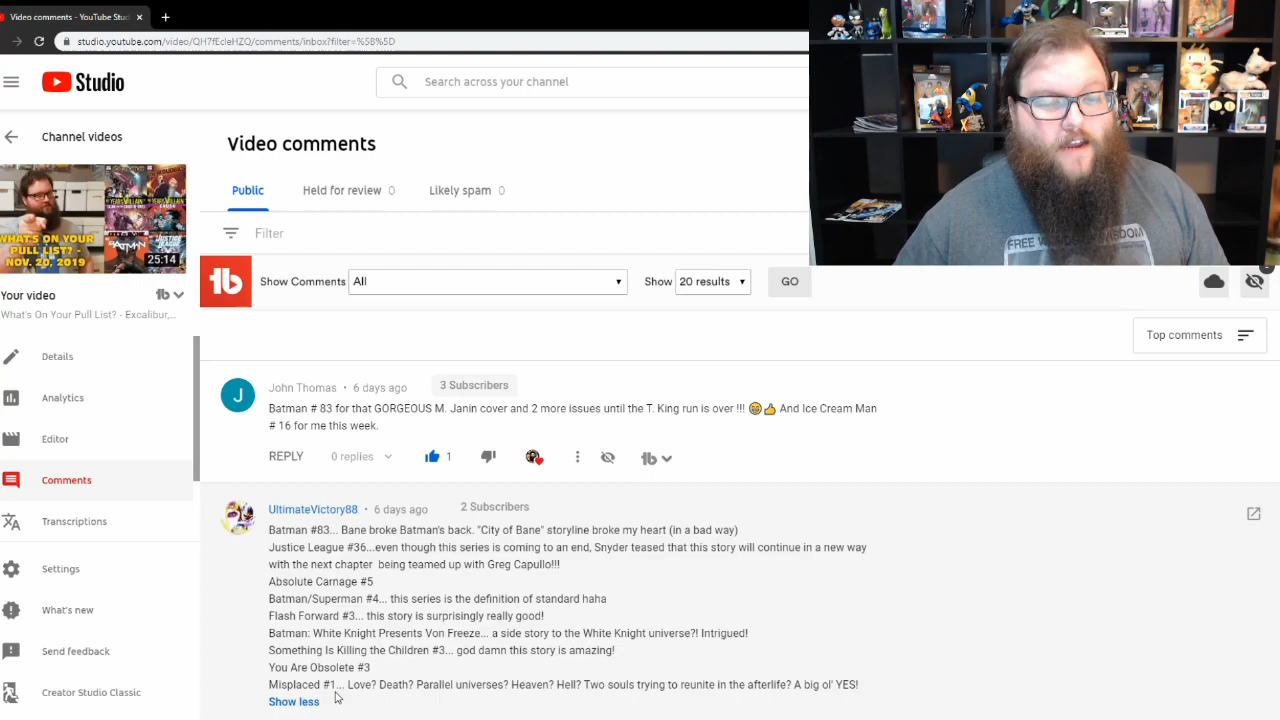 Video comments - YouTube Stud
studio.youtube.com/video/QH7fEcIeHZQ/comments/inbox?filter=%5B%5D
Studio
Search across your channel
Channel videos
WHAT'S ON YOUR
PULL LIST? -
NOV. 20, 2019
BATMAN
25:14
Your video
What's On Your Pull List? - Excalibur,...
Details
Analytics
Editor
Comments
Transcriptions
Settings
What's new
Send feedback
Creator Studio Classic
Video comments
Public
Held for review 0
Likely spam 0
Filter
tb
Show Comments All
Show 20 results
GO
Top comments
J
John Thomas • 6 days ago 3 Subscribers
Batman # 83 for that GORGEOUS M. Janin cover and 2 more issues until the T. King run is over !!! 😁👍 And Ice Cream Man
# 16 for me this week.
REPLY 0 replies 1
UltimateVictory88 • 6 days ago 2 Subscribers
Batman #83... Bane broke Batman's back. "City of Bane" storyline broke my heart (in a bad way)
Justice League #36...even though this series is coming to an end, Snyder teased that this story will continue in a new way
with the next chapter being teamed up with Greg Capullo!!!
Absolute Carnage #5
Batman/Superman #4... this series is the definition of standard haha
Flash Forward #3... this story is surprisingly really good!
Batman: White Knight Presents Von Freeze... a side story to the White Knight universe?! Intrigued!
Something Is Killing the Children #3... god damn this story is amazing!
You Are Obsolete #3
Misplaced #1... Love? Death? Parallel universes? Heaven? Hell? Two souls trying to reunite in the afterlife? A big ol' YES!
Show less